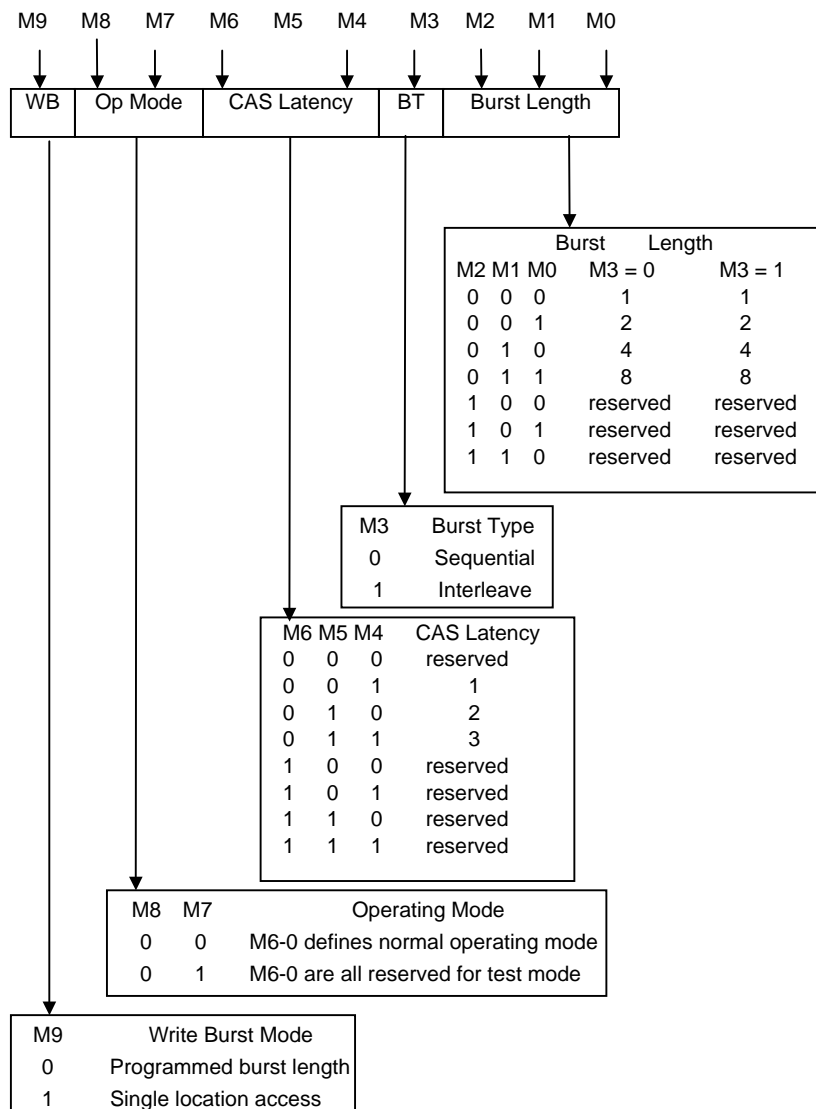 M9 M8 M7 M6 M5 M4 M3 M2 M1 M0
WB Op Mode CAS Latency BT Burst Length
Burst Length
M2 M1 M0 M3 = 0 M3 = 1
0 0 0 1 1
0 0 1 2 2
0 1 0 4 4
0 1 1 8 8
1 0 0 reserved reserved
1 0 1 reserved reserved
1 1 0 reserved reserved
M3 Burst Type
0 Sequential
1 Interleave
M6 M5 M4 CAS Latency
0 0 0 reserved
0 0 1 1
0 1 0 2
0 1 1 3
1 0 0 reserved
1 0 1 reserved
1 1 0 reserved
1 1 1 reserved
M8 M7 Operating Mode
0 0 M6-0 defines normal operating mode
0 1 M6-0 are all reserved for test mode
M9 Write Burst Mode
0 Programmed burst length
1 Single location access